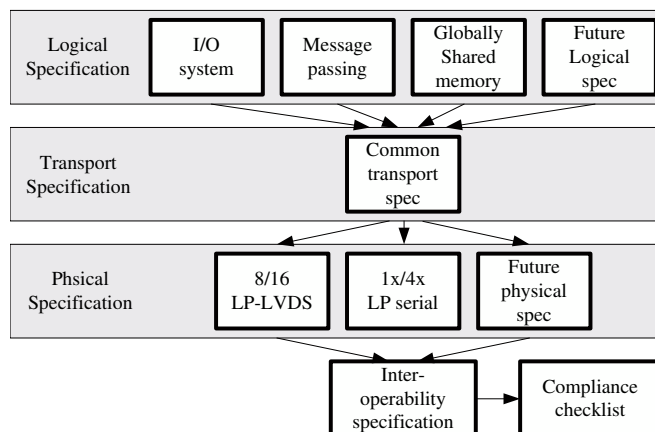 Logical
Specification
I/O
system
Message
passing
Globally
Shared
memory
Future
Logical
spec
Transport
Specification
Common
transport
spec
Phsical
Specification
8/16
LP-LVDS
1x/4x
LP serial
Future
physical
spec
Inter-
operability
specification
Compliance
checklist